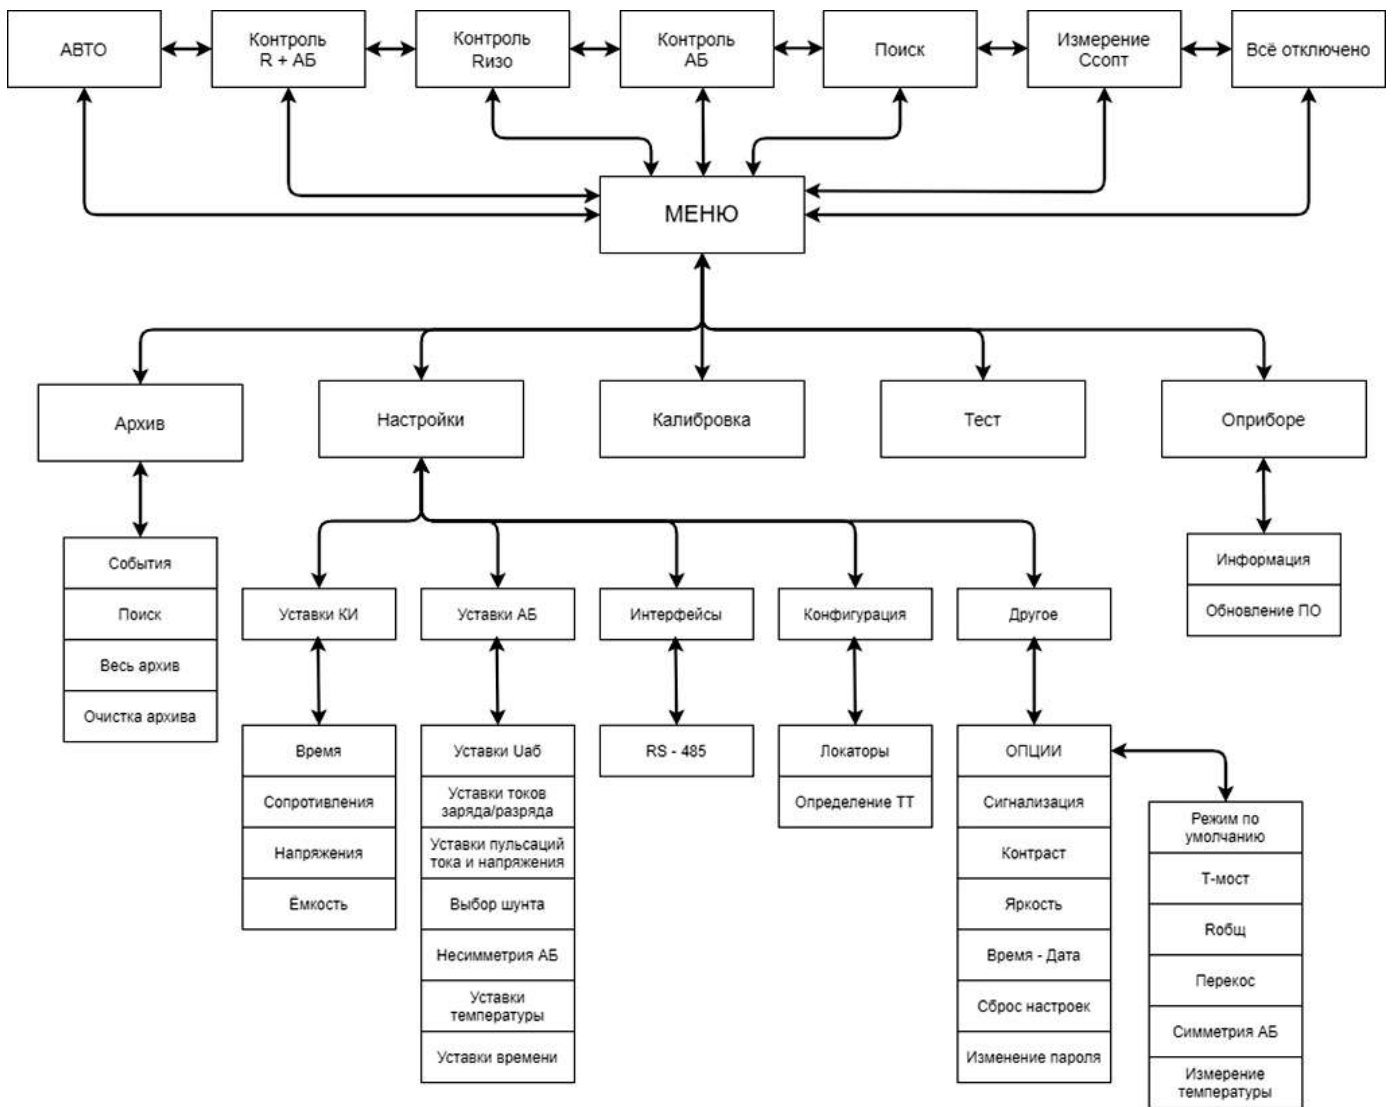 АВТО
Контроль
R + АБ
Контроль
Rизо
Контроль
АБ
Поиск
Измерение
Ссопт
Всё отключено
МЕНЮ
Архив
Настройки
Калибровка
Тест
Оприборе
События
Поиск
Весь архив
Очистка архива
Информация
Обновление ПО
Уставки КИ
Уставки АБ
Интерфейсы
Конфигурация
Другое
Время
Сопротивления
Напряжения
Ёмкость
Уставки Uаб
Уставки токов
заряда/разряда
Уставки пульсаций
тока и напряжения
Выбор шунта
Несимметрия АБ
Уставки
температуры
Уставки времени
RS - 485
Локаторы
Определение ТТ
ОПЦИИ
Сигнализация
Контраст
Яркость
Время - Дата
Сброс настроек
Изменение пароля
Режим по
умолчанию
Т-мост
Rобщ
Перекос
Симметрия АБ
Измерение
температуры